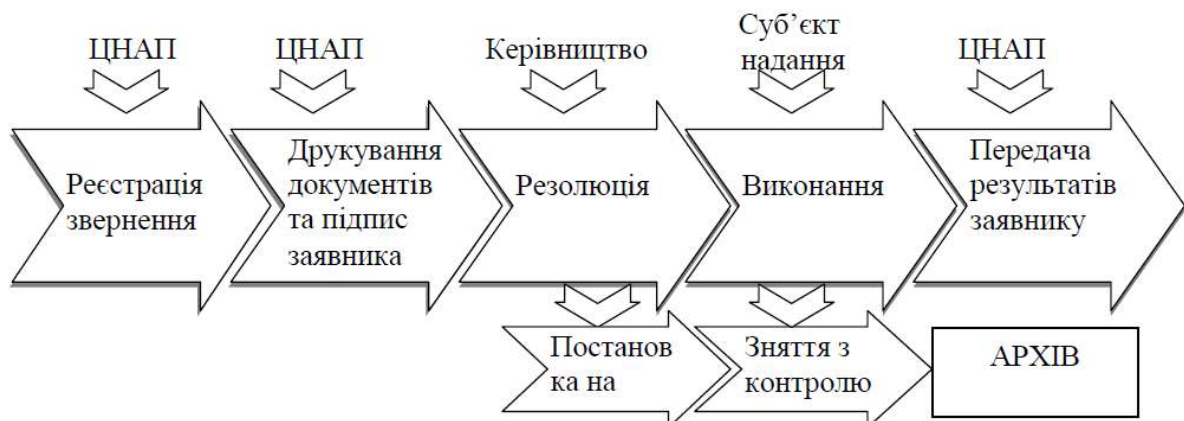 ЦНАП
ЦНАП
Керівництво
Суб’єкт
надання
ЦНАП
Реєстрація
звернення
Друкування
документів
та підпис
заявника
Резолюція
Виконання
Передача
результатів
заявнику
Постанов
ка на
Зняття з
контролю
АРХІВ